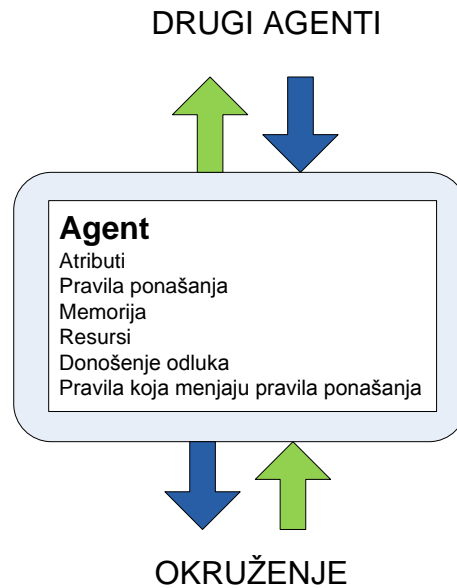 DRUGI AGENTI
Agent
Atributi
Pravila ponašanja
Memorija
Resursi
Donošenje odluka
Pravila koja menjaju pravila ponašanja
OKRUŽENJE